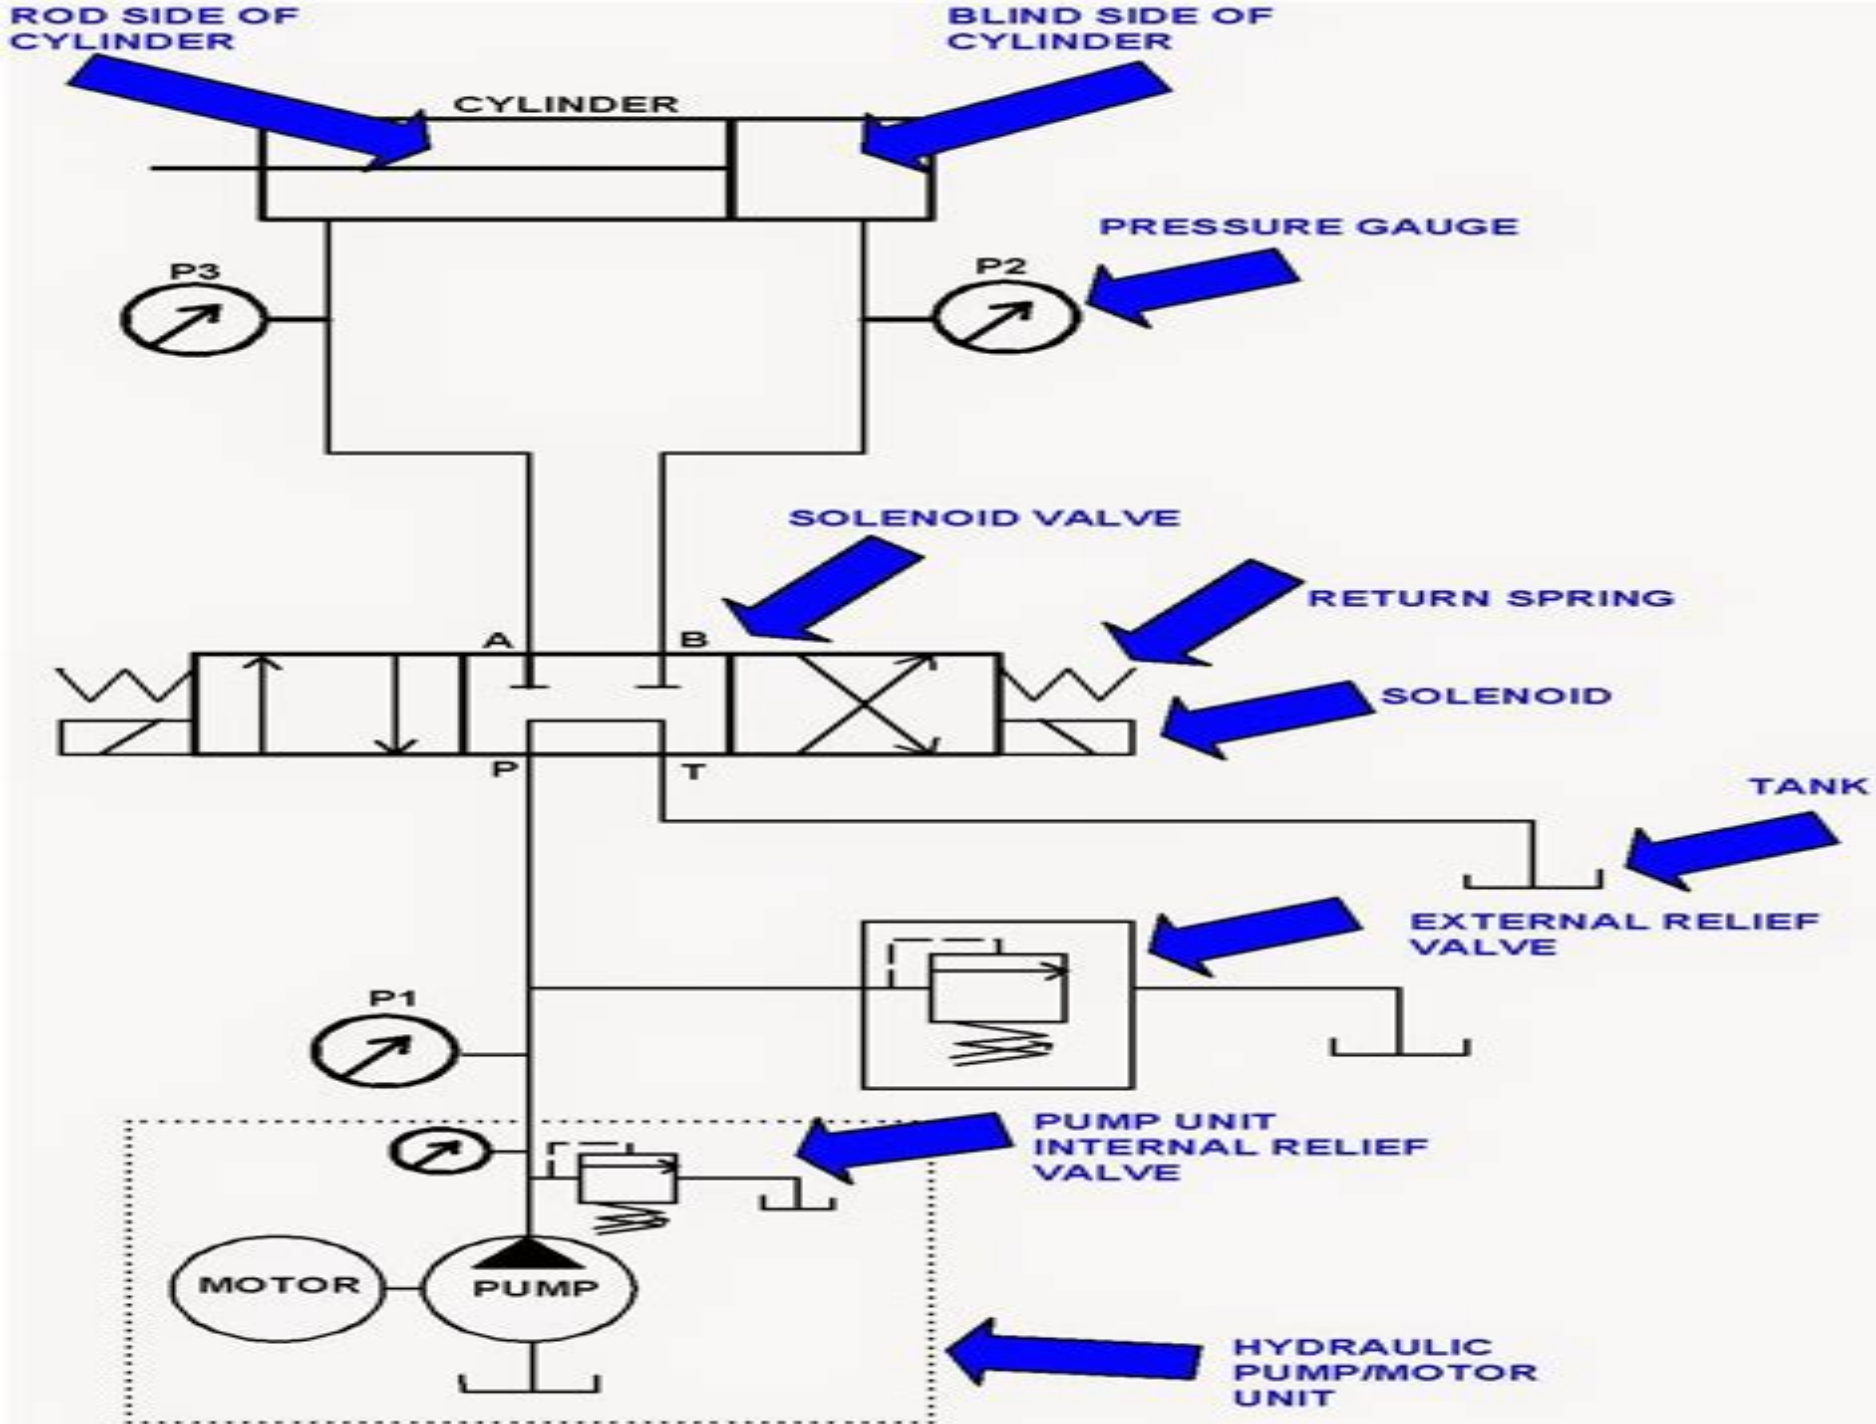 ROD SIDE OF
CYLINDER
BLIND SIDE OF
CYLINDER
CYLINDER
PRESSURE GAUGE
P3
P2
SOLENOID VALVE
RETURN SPRING
A
B
SOLENOID
P
T
TANK
EXTERNAL RELIEF
VALVE
P1
PUMP UNIT
INTERNAL RELIEF
VALVE
MOTOR
PUMP
HYDRAULIC
PUMP/MOTOR
UNIT